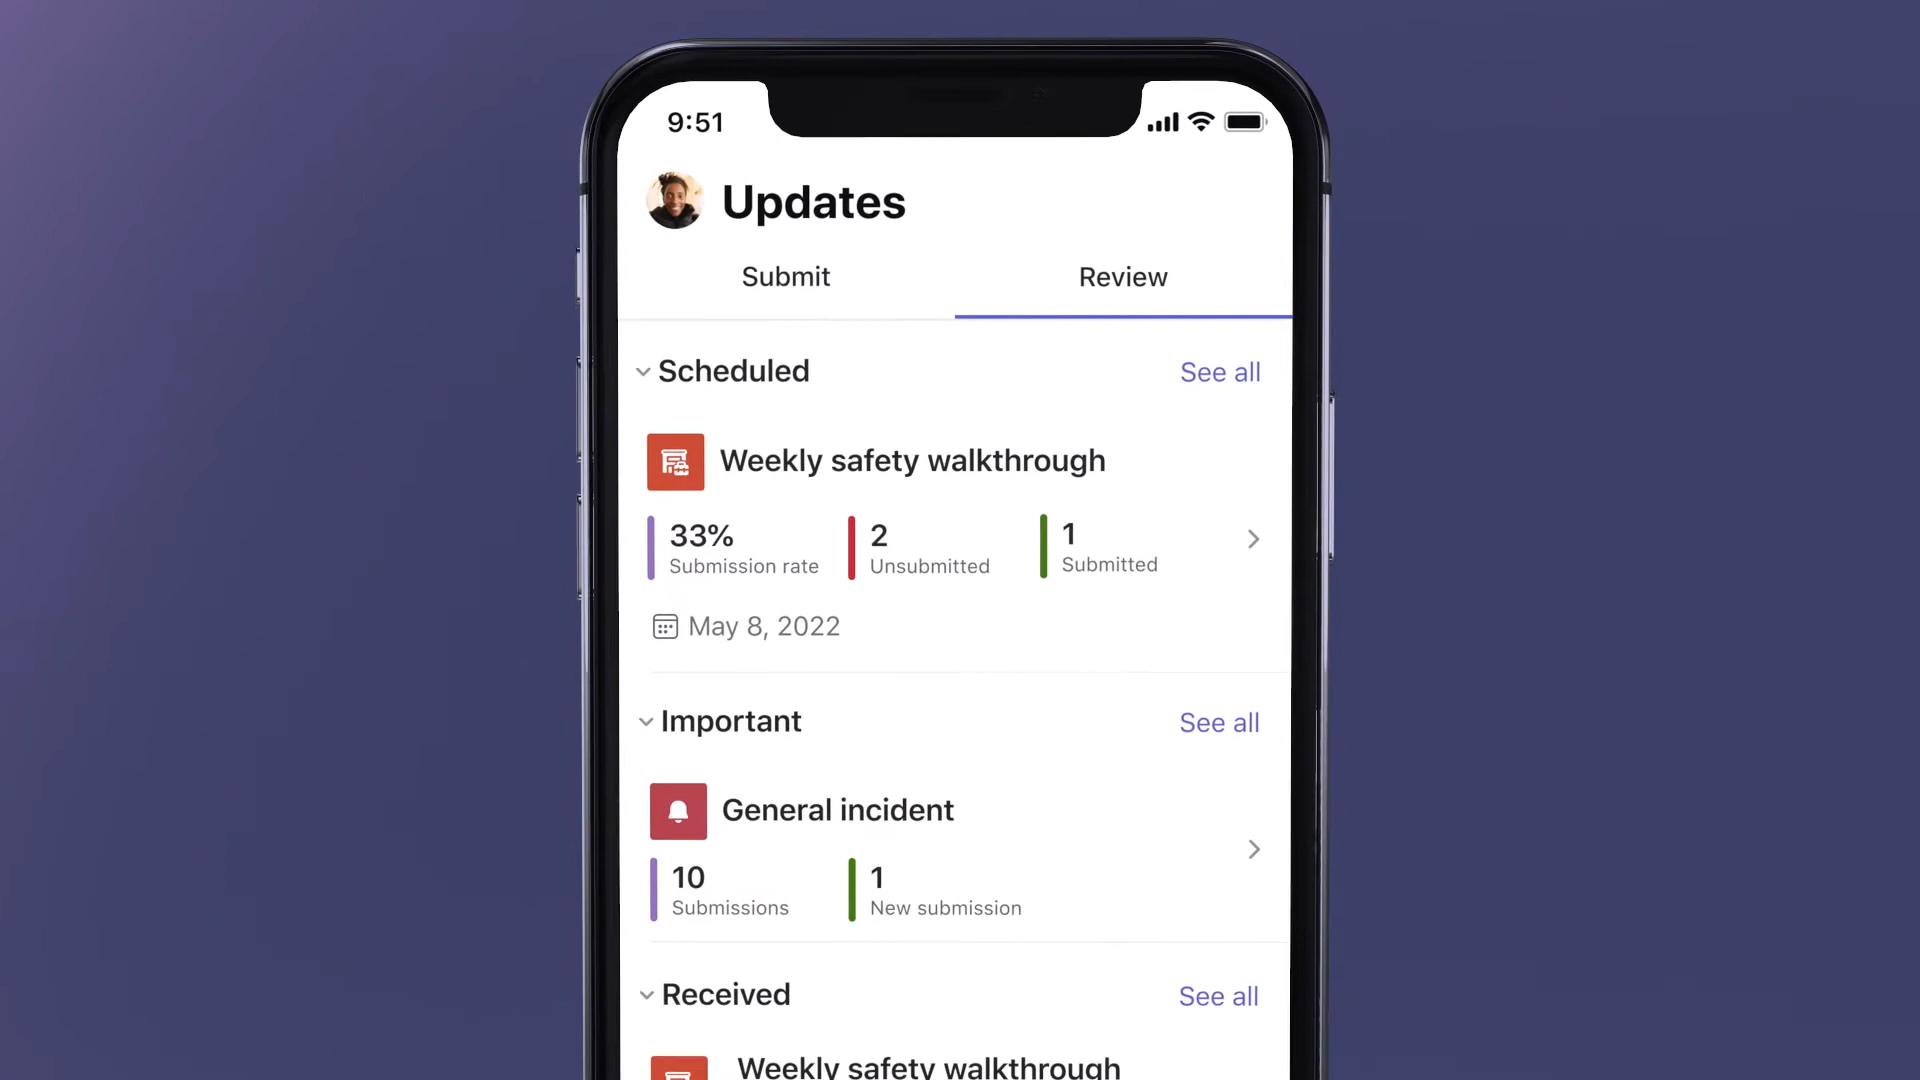 9:51
Updates
Submit
Review
Scheduled
See all
Weekly safety walkthrough
33%
Submission rate
2
Unsubmitted
1
Submitted
May 8, 2022
Important
See all
General incident
10
Submissions
1
New submission
Received
See all
Weekly safety walkthrough